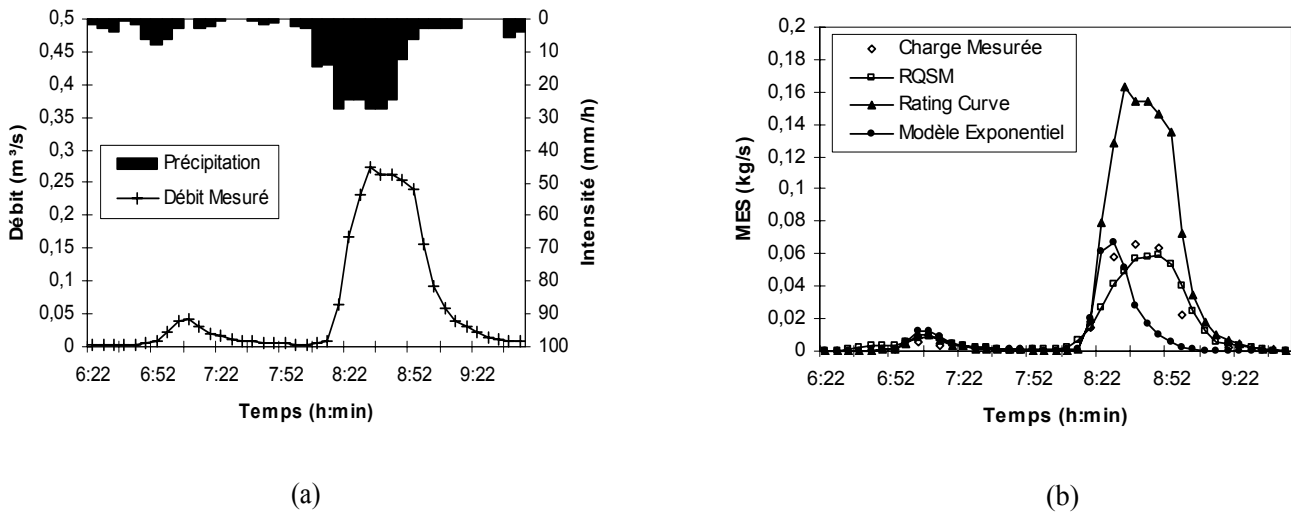 0,5
0,45
0,4
0,35
0,3
0,25
0,2
0,15
0,1
0,05
0
Débit (m³/s)
0
10
20
30
40
50
60
70
80
90
100
Intensité (mm/h)
Précipitation
Débit Mesuré
6:22 6:52 7:22 7:52 8:22 8:52 9:22
Temps (h:min)
(a)
0,2
0,18
0,16
0,14
0,12
0,1
0,08
0,06
0,04
0,02
0
MES (kg/s)
Charge Mesurée
RQSM
Rating Curve
Modèle Exponentiel
6:22 6:52 7:22 7:52 8:22 8:52 9:22
Temps (h:min)
(b)